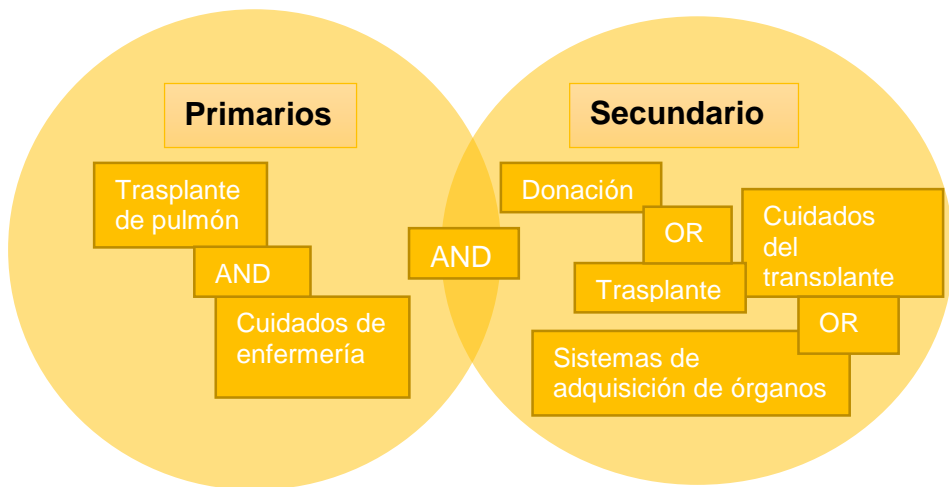 Primarios
Trasplante
de pulmón
AND
Cuidados de
enfermería
AND
Secundario
Donación
OR
Trasplante
Cuidados
del
transplante
OR
Sistemas de
adquisición de órganos